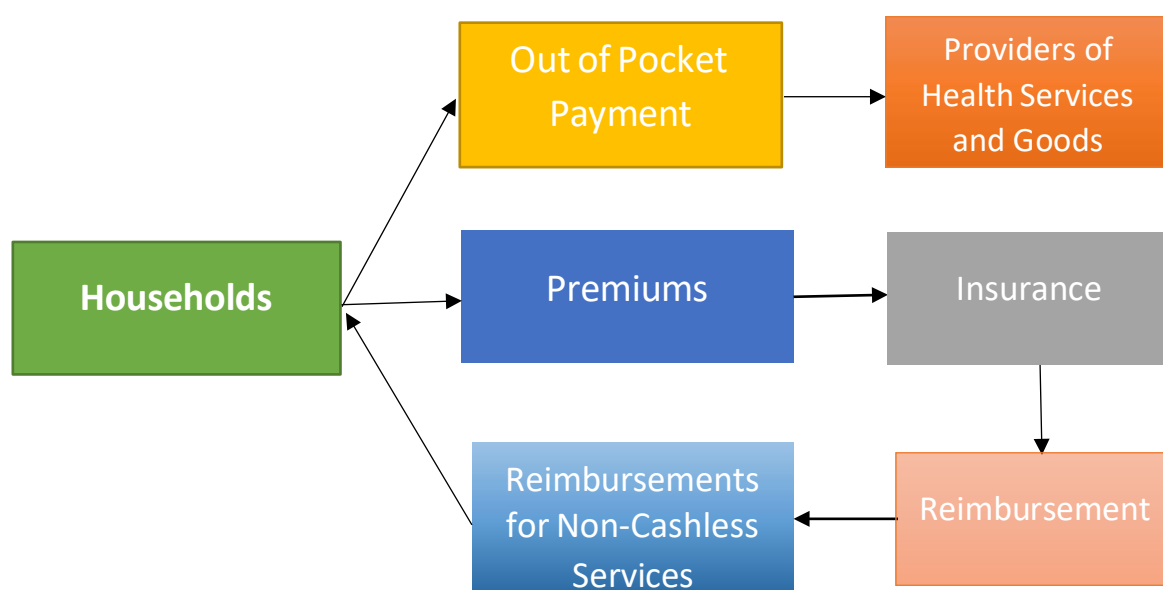 Out of Pocket
Payment
Providers of
Health Services
and Goods
Households
Premiums
Insurance
Reimbursements
for Non-Cashless
Services
Reimbursement